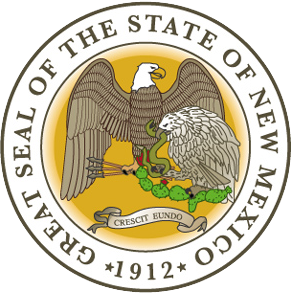 GREAT SEAL OF THE STATE OF NEW MEXICO
CRESCIT EUNDO
★1912★